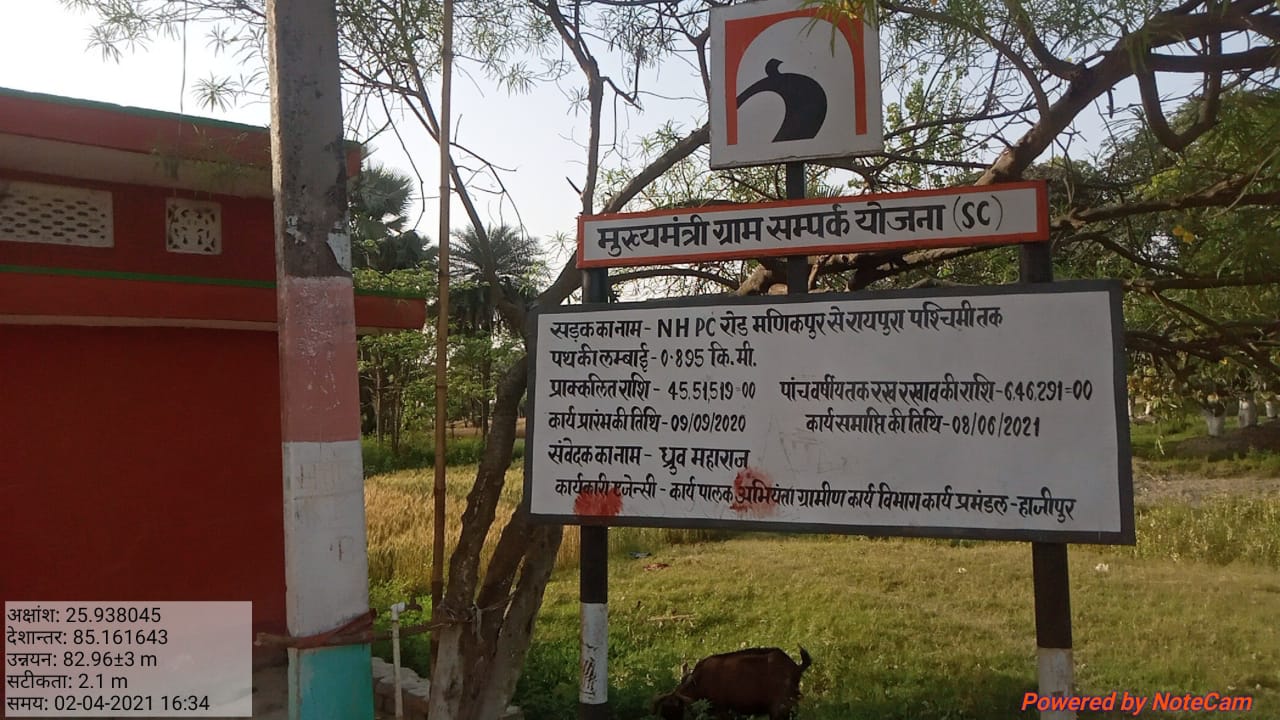 मुख्यमंत्री ग्राम सम्पर्क योजना (SC)
सड़क का नाम - NH PC रोड मणिकपुर से रायपुरा पश्चिमी तक
पथ की लम्बाई - 0.895 कि.मी.
प्राक्कलित राशि - 45,51,519=00 पांच वर्षीय तक रख रखाव की राशि - 6,46,291=00
कार्य प्रारंभ की तिथि - 09/09/2020 कार्य समाप्ति की तिथि - 08/06/2021
संवेदक का नाम - ध्रुव महाराज
कार्यकारी एजेन्सी - कार्य पालक अभियंता ग्रामीण कार्य विभाग कार्य प्रमंडल - हाजीपुर
अक्षांश: 25.938045
देशान्तर: 85.161643
उन्नयन: 82.96±3 m
सटीकता: 2.1 m
समय: 02-04-2021 16:34
Powered by NoteCam